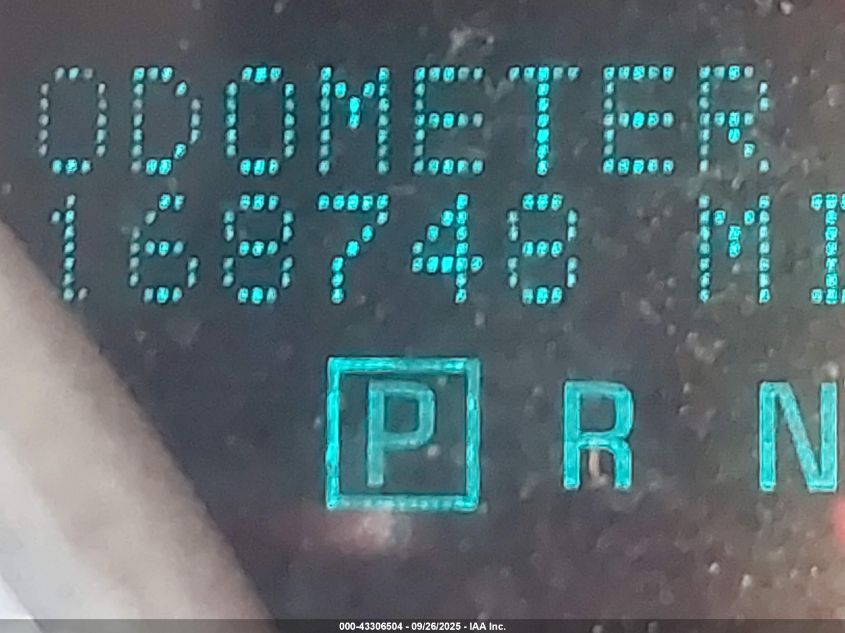 ODOMETER
168748 MI
P R N
000-43306504 - 09/26/2025 - IAA Inc.